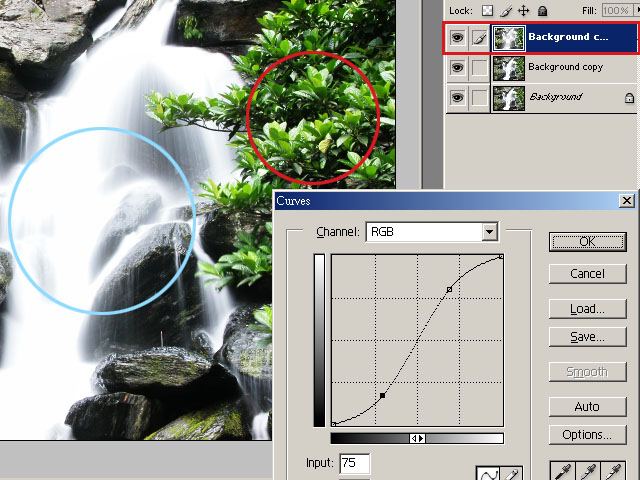 Lock:
Fill: 100%
Background c...
Background copy
Background
Curves
Channel: RGB
OK
Cancel
Load...
Save...
Smooth
Auto
Options...
Input: 75